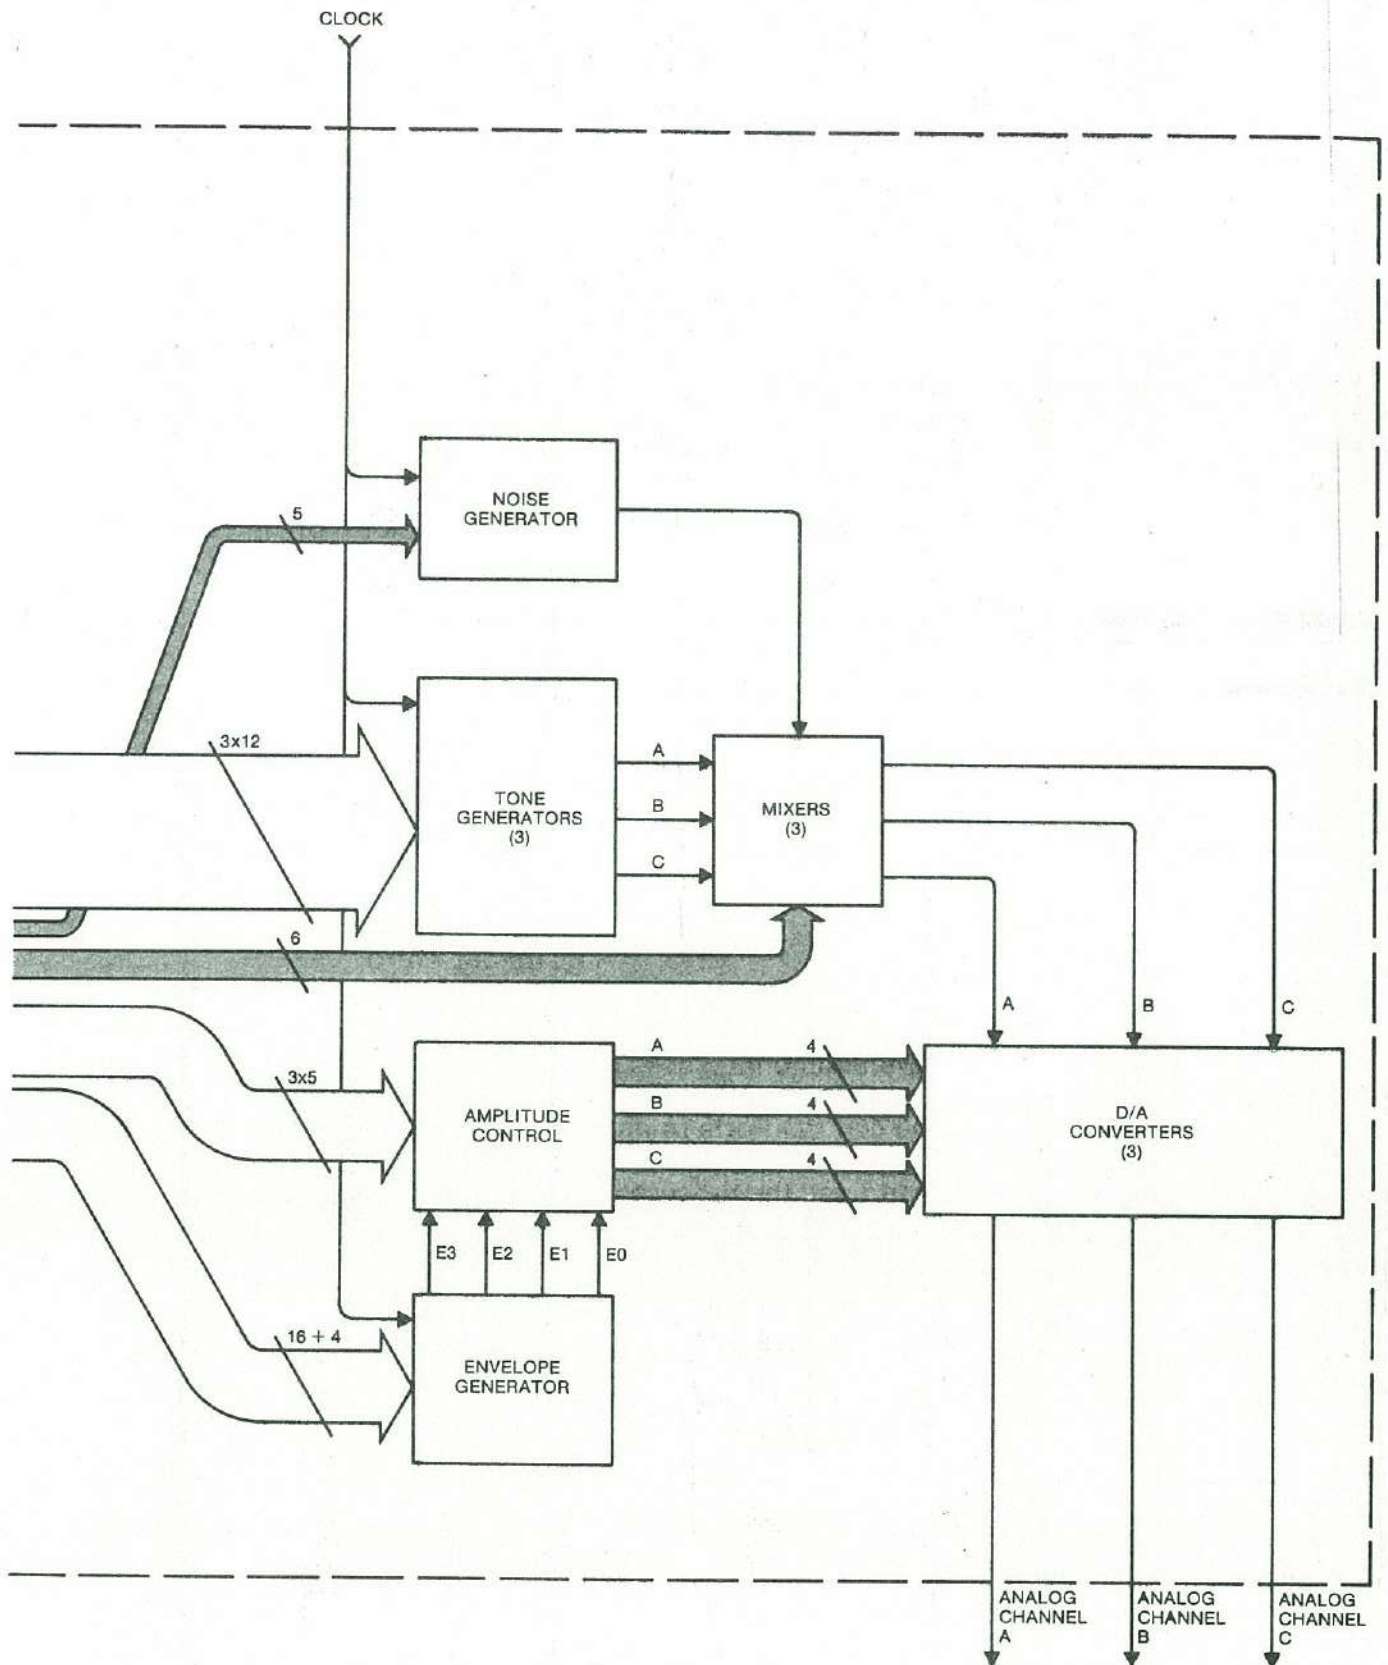 CLOCK
NOISE
GENERATOR
5
3x12
TONE
GENERATORS
(3)
A
B
C
MIXERS
(3)
6
A
B
C
3x5
AMPLITUDE
CONTROL
A
4
B
4
C
4
D/A
CONVERTERS
(3)
E3
E2
E1
E0
16 + 4
ENVELOPE
GENERATOR
ANALOG
CHANNEL
A
ANALOG
CHANNEL
B
ANALOG
CHANNEL
C